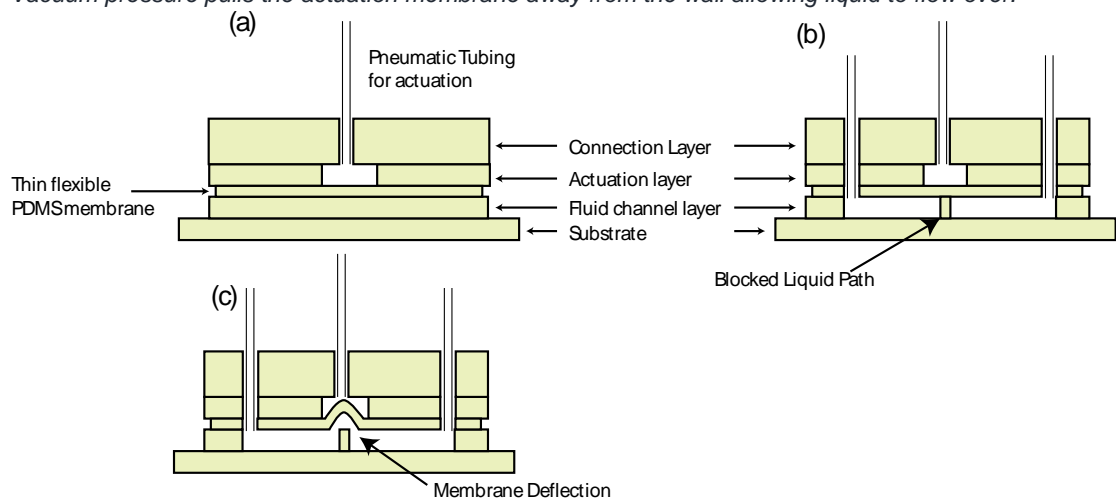 Vacuum pressure pulls the actuation membrane away from the wall allowing liquid to flow over.
(a)
Pneumatic Tubing
for actuation
(b)
Connection Layer
Thin flexible
PDMS membrane
Actuation layer
Fluid channel layer
Substrate
Blocked Liquid Path
(c)
Membrane Deflection